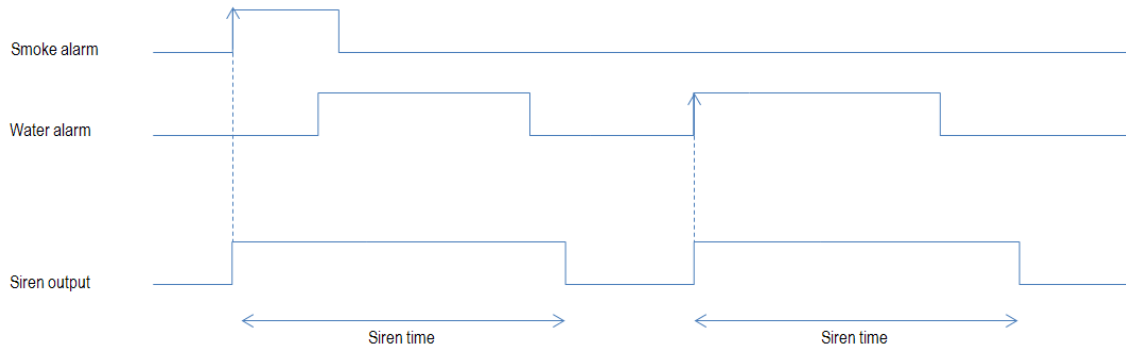 Smoke alarm
Water alarm
Siren output
Siren time
Siren time